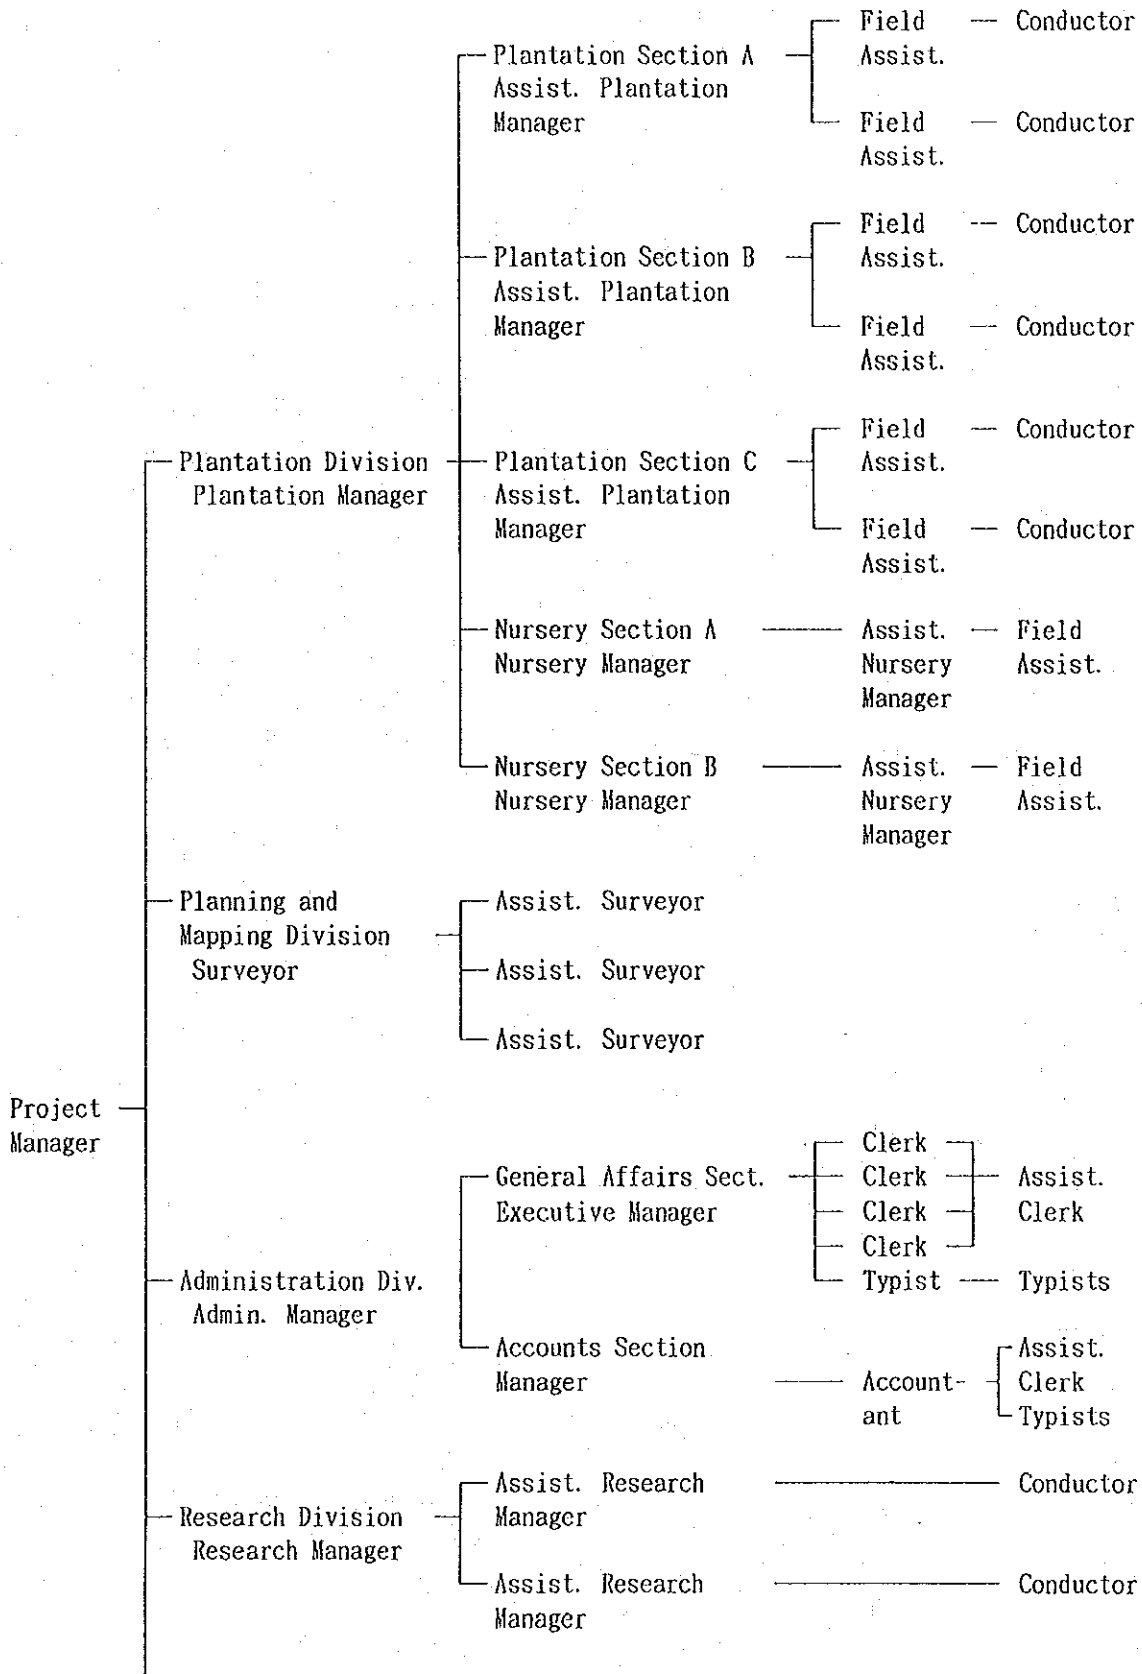 Field — Conductor
Plantation Section A Assist.
Assist. Plantation
Manager Field — Conductor
Assist.
Field — Conductor
Plantation Section B Assist.
Assist. Plantation
Manager Field — Conductor
Assist.
Field — Conductor
Plantation Division Plantation Section C Assist.
Plantation Manager Assist. Plantation
Manager Field — Conductor
Assist.
Nursery Section A Assist. — Field
Nursery Manager Nursery Assist.
Manager
Nursery Section B Assist. — Field
Nursery Manager Nursery Assist.
Manager
Planning and Assist. Surveyor
Mapping Division
Surveyor Assist. Surveyor
Assist. Surveyor
Project
Manager
Clerk
General Affairs Sect. Clerk Assist.
Executive Manager Clerk Clerk
Clerk
Administration Div. Typist — Typists
Admin. Manager
Accounts Section Assist.
Manager Account- Clerk
ant Typists
Assist. Research Conductor
Research Division Manager
Research Manager
Assist. Research Conductor
Manager